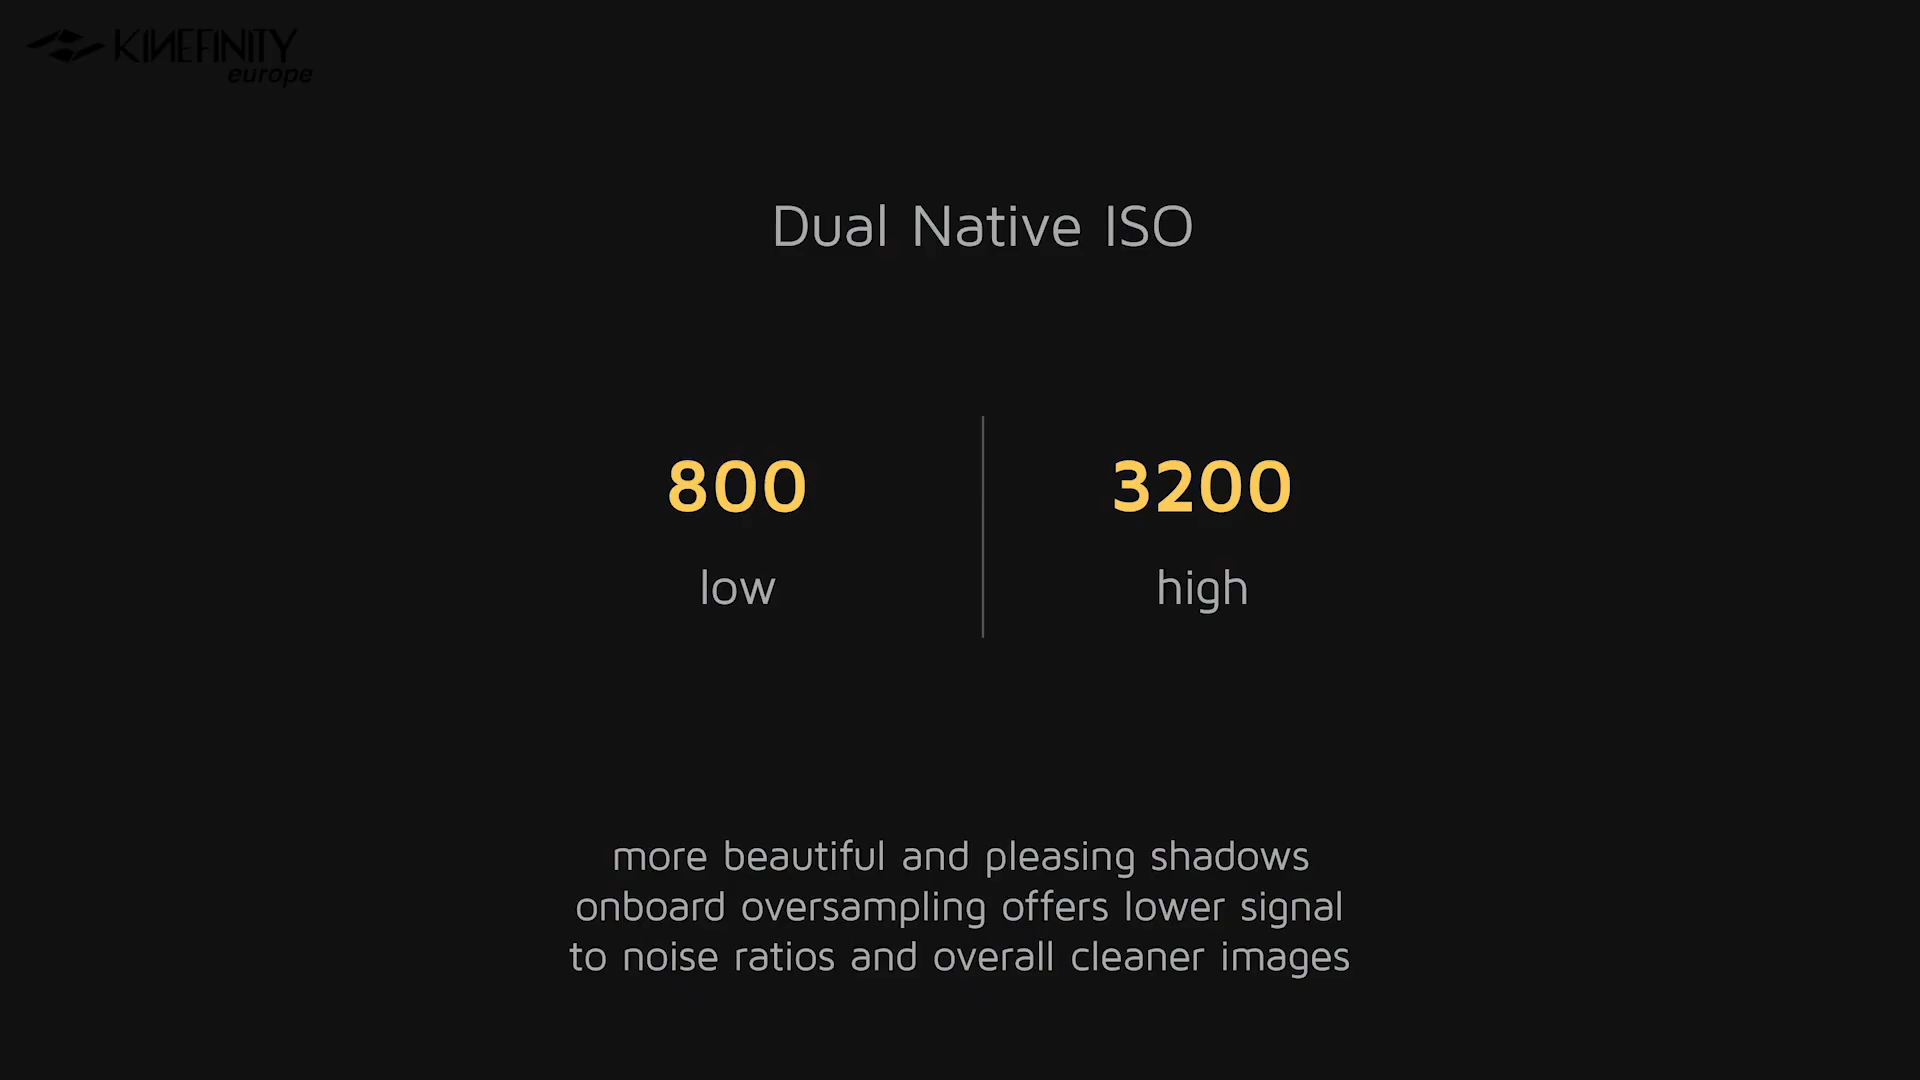 KINEFINITY
europe
Dual Native ISO
800
3200
low
high
more beautiful and pleasing shadows
onboard oversampling offers lower signal
to noise ratios and overall cleaner images